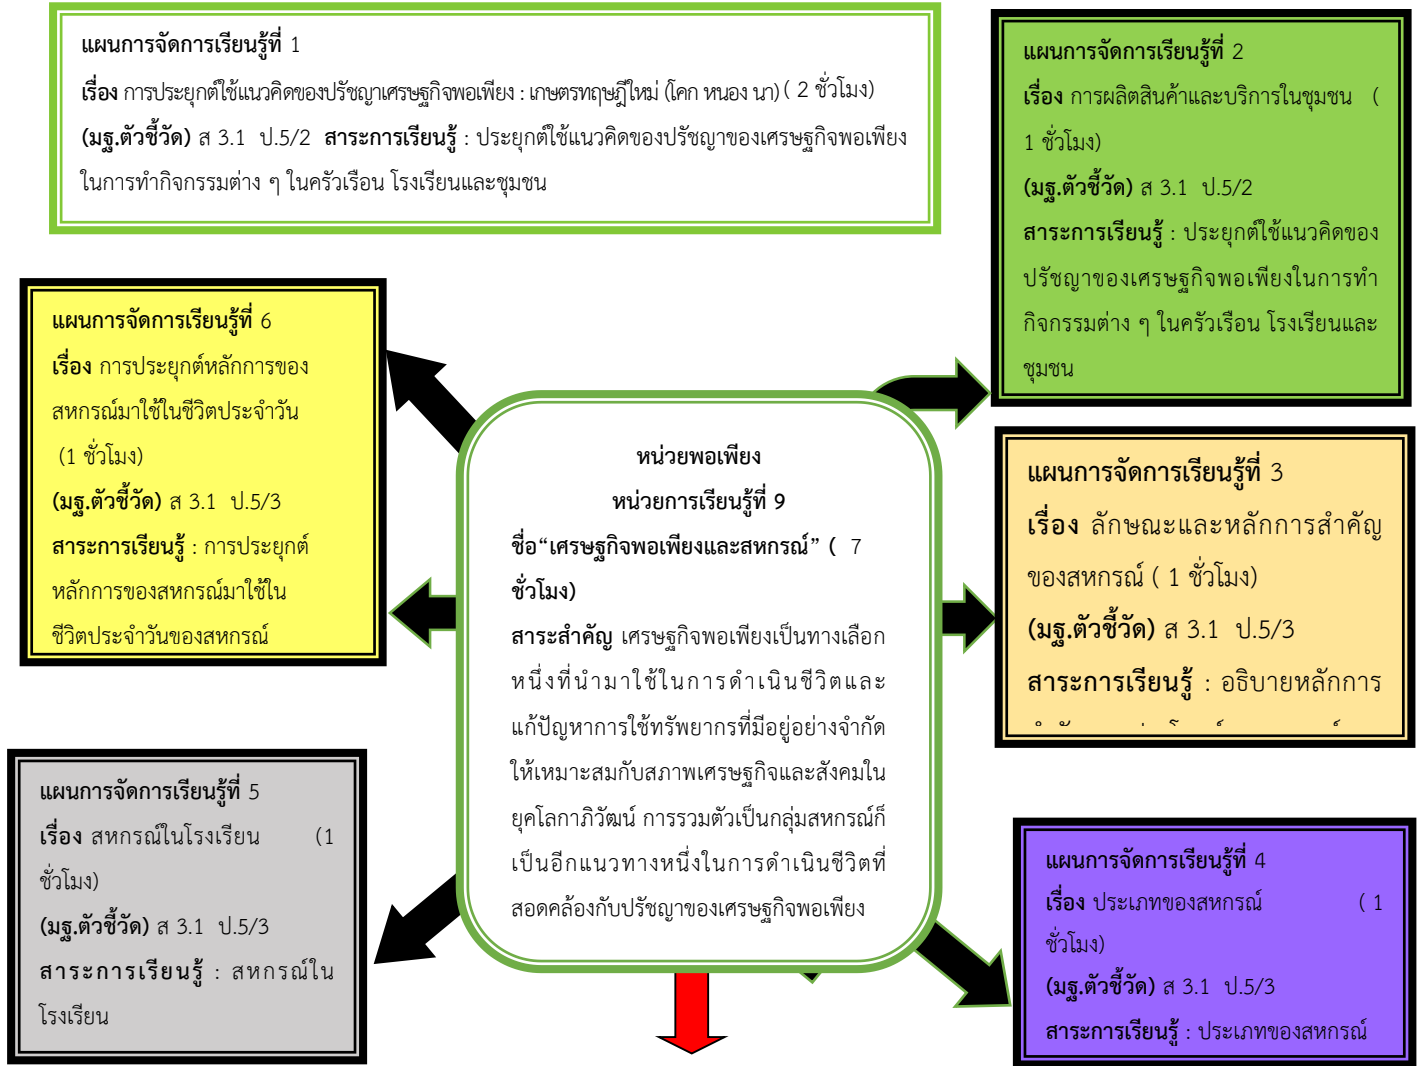 แผนการจัดการเรียนรู้ที่ 1
เรื่อง การประยุกต์ใช้แนวคิดของปรัชญาเศรษฐกิจพอเพียง : เกษตรทฤษฎีใหม่ (โคก หนอง นา) ( 2 ชั่วโมง)
(มฐ.ตัวชี้วัด) ส 3.1 ป.5/2 สาระการเรียนรู้ : ประยุกต์ใช้แนวคิดของปรัชญาของเศรษฐกิจพอเพียง
ในการทำกิจกรรมต่าง ๆ ในครัวเรือน โรงเรียนและชุมชน
แผนการจัดการเรียนรู้ที่ 2
เรื่อง การผลิตสินค้าและบริการในชุมชน (
1 ชั่วโมง)
(มฐ.ตัวชี้วัด) ส 3.1 ป.5/2
สาระการเรียนรู้ : ประยุกต์ใช้แนวคิดของ
ปรัชญาของเศรษฐกิจพอเพียงในการทำ
กิจกรรมต่าง ๆ ในครัวเรือน โรงเรียนและ
ชุมชน
แผนการจัดการเรียนรู้ที่ 6
เรื่อง การประยุกต์หลักการของ
สหกรณ์มาใช้ในชีวิตประจำวัน
(1 ชั่วโมง)
(มฐ.ตัวชี้วัด) ส 3.1 ป.5/3
สาระการเรียนรู้ : การประยุกต์
หลักการของสหกรณ์มาใช้ใน
ชีวิตประจำวันของสหกรณ์
หน่วยพอเพียง
หน่วยการเรียนรู้ที่ 9
ชื่อ“เศรษฐกิจพอเพียงและสหกรณ์” ( 7
ชั่วโมง)
สาระสำคัญ เศรษฐกิจพอเพียงเป็นทางเลือก
หนึ่งที่นำมาใช้ในการดำเนินชีวิตและ
แก้ปัญหาการใช้ทรัพยากรที่มีอยู่อย่างจำกัด
ให้เหมาะสมกับสภาพเศรษฐกิจและสังคมใน
ยุคโลกาภิวัฒน์ การรวมตัวเป็นกลุ่มสหกรณ์ก็
เป็นอีกแนวทางหนึ่งในการดำเนินชีวิตที่
สอดคล้องกับปรัชญาของเศรษฐกิจพอเพียง
แผนการจัดการเรียนรู้ที่ 3
เรื่อง ลักษณะและหลักการสำคัญ
ของสหกรณ์ ( 1 ชั่วโมง)
(มฐ.ตัวชี้วัด) ส 3.1 ป.5/3
สาระการเรียนรู้ : อธิบายหลักการ
แผนการจัดการเรียนรู้ที่ 5
เรื่อง สหกรณ์ในโรงเรียน (1
ชั่วโมง)
(มฐ.ตัวชี้วัด) ส 3.1 ป.5/3
สาระการเรียนรู้ : สหกรณ์ใน
โรงเรียน
แผนการจัดการเรียนรู้ที่ 4
เรื่อง ประเภทของสหกรณ์ ( 1
ชั่วโมง)
(มฐ.ตัวชี้วัด) ส 3.1 ป.5/3
สาระการเรียนรู้ : ประเภทของสหกรณ์